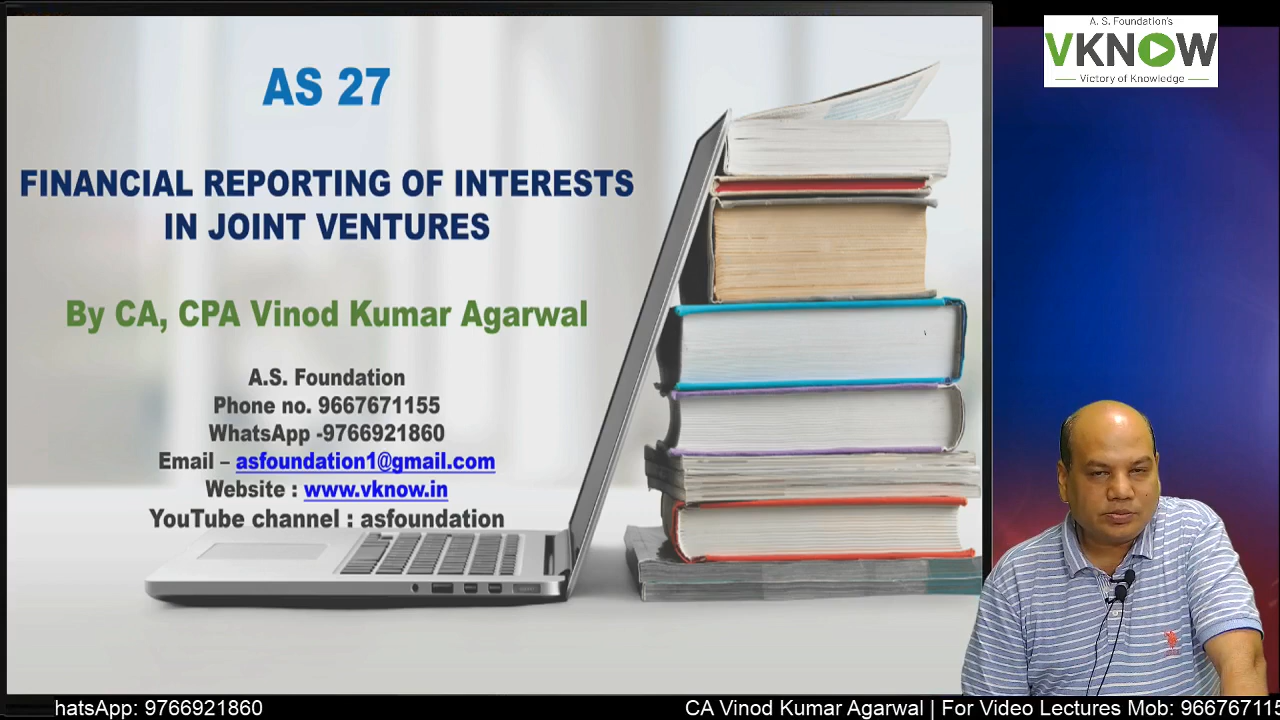 AS 27
FINANCIAL REPORTING OF INTERESTS
IN JOINT VENTURES
By CA, CPA Vinod Kumar Agarwal
A.S. Foundation
Phone no. 9667671155
WhatsApp -9766921860
Email – asfoundation1@gmail.com
Website : www.vknow.in
YouTube channel : asfoundation
A. S. Foundation's
VKNOW
Victory of Knowledge
hatsApp: 9766921860
CA Vinod Kumar Agarwal | For Video Lectures Mob: 966767115